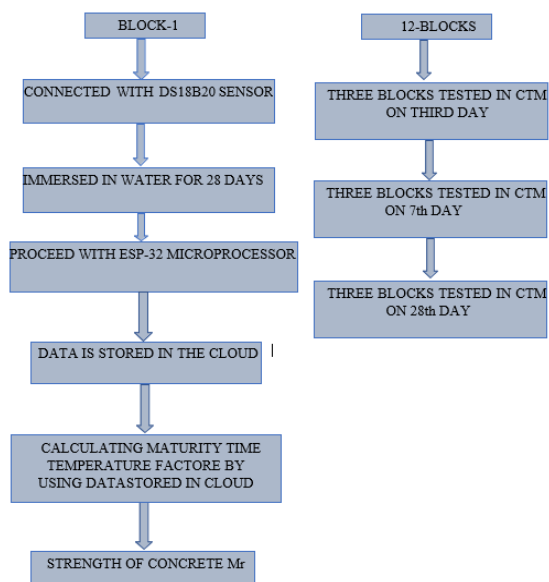 BLOCK-1
CONNECTED WITH DS18B20 SENSOR
IMMERSED IN WATER FOR 28 DAYS
PROCEED WITH ESP-32 MICROPROCESSOR
DATA IS STORED IN THE CLOUD
CALCULATING MATURITY TIME
TEMPERATURE FACTORE BY
USING DATASTORED IN CLOUD
STRENGTH OF CONCRETE Mr
12-BLOCKS
THREE BLOCKS TESTED IN CTM
ON THIRD DAY
THREE BLOCKS TESTED IN CTM
ON 7th DAY
THREE BLOCKS TESTED IN CTM
ON 28th DAY